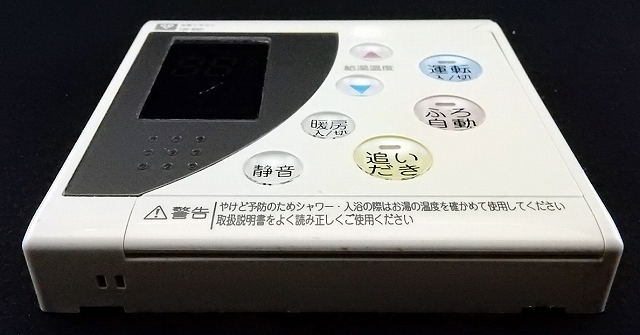 給湯温度
運転
入/切
ふろ
自動
暖房
入/切
追い
だき
静音
警告
やけど予防のためシャワー・入浴の際はお湯の温度を確かめて使用してください
取扱説明書をよく読み正しくご使用ください